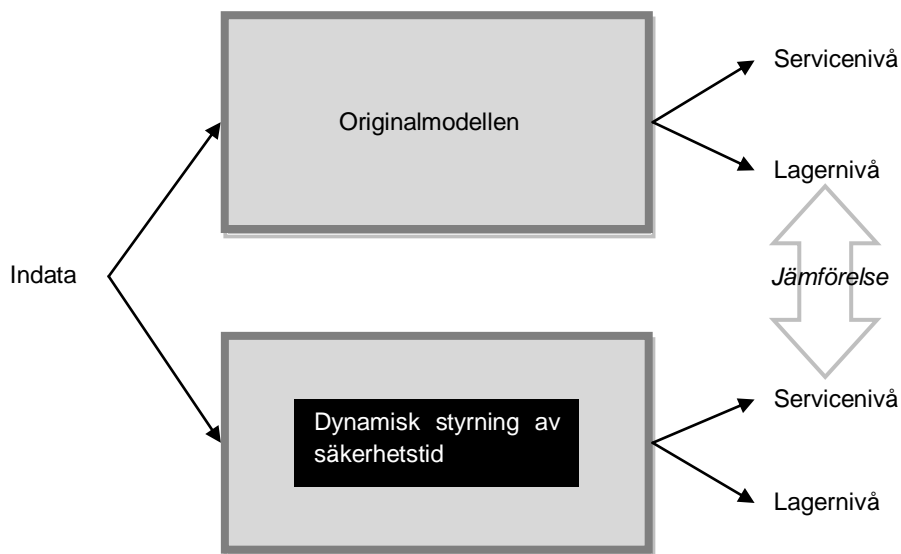 Servicenivå
Originalmodellen
Lagernivå
Indata
Jämförelse
Servicenivå
Dynamisk styrning av
säkerhetstid
Lagernivå